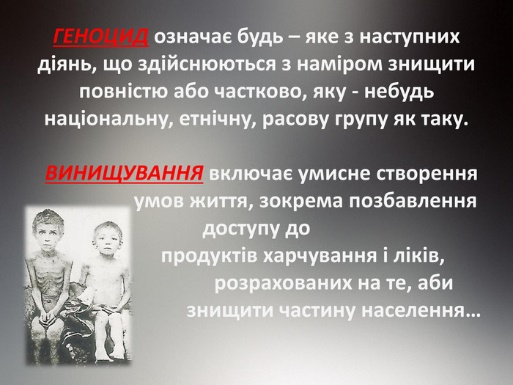 ГЕНОЦИД означає будь – яке з наступних
діянь, що здійснюються з наміром знищити
повністю або частково, яку - небудь
національну, етнічну, расову групу як таку.
ВИНИЩУВАННЯ включає умисне створення
умов життя, зокрема позбавлення
доступу до
продуктів харчування і ліків,
розрахованих на те, аби
знищити частину населення…